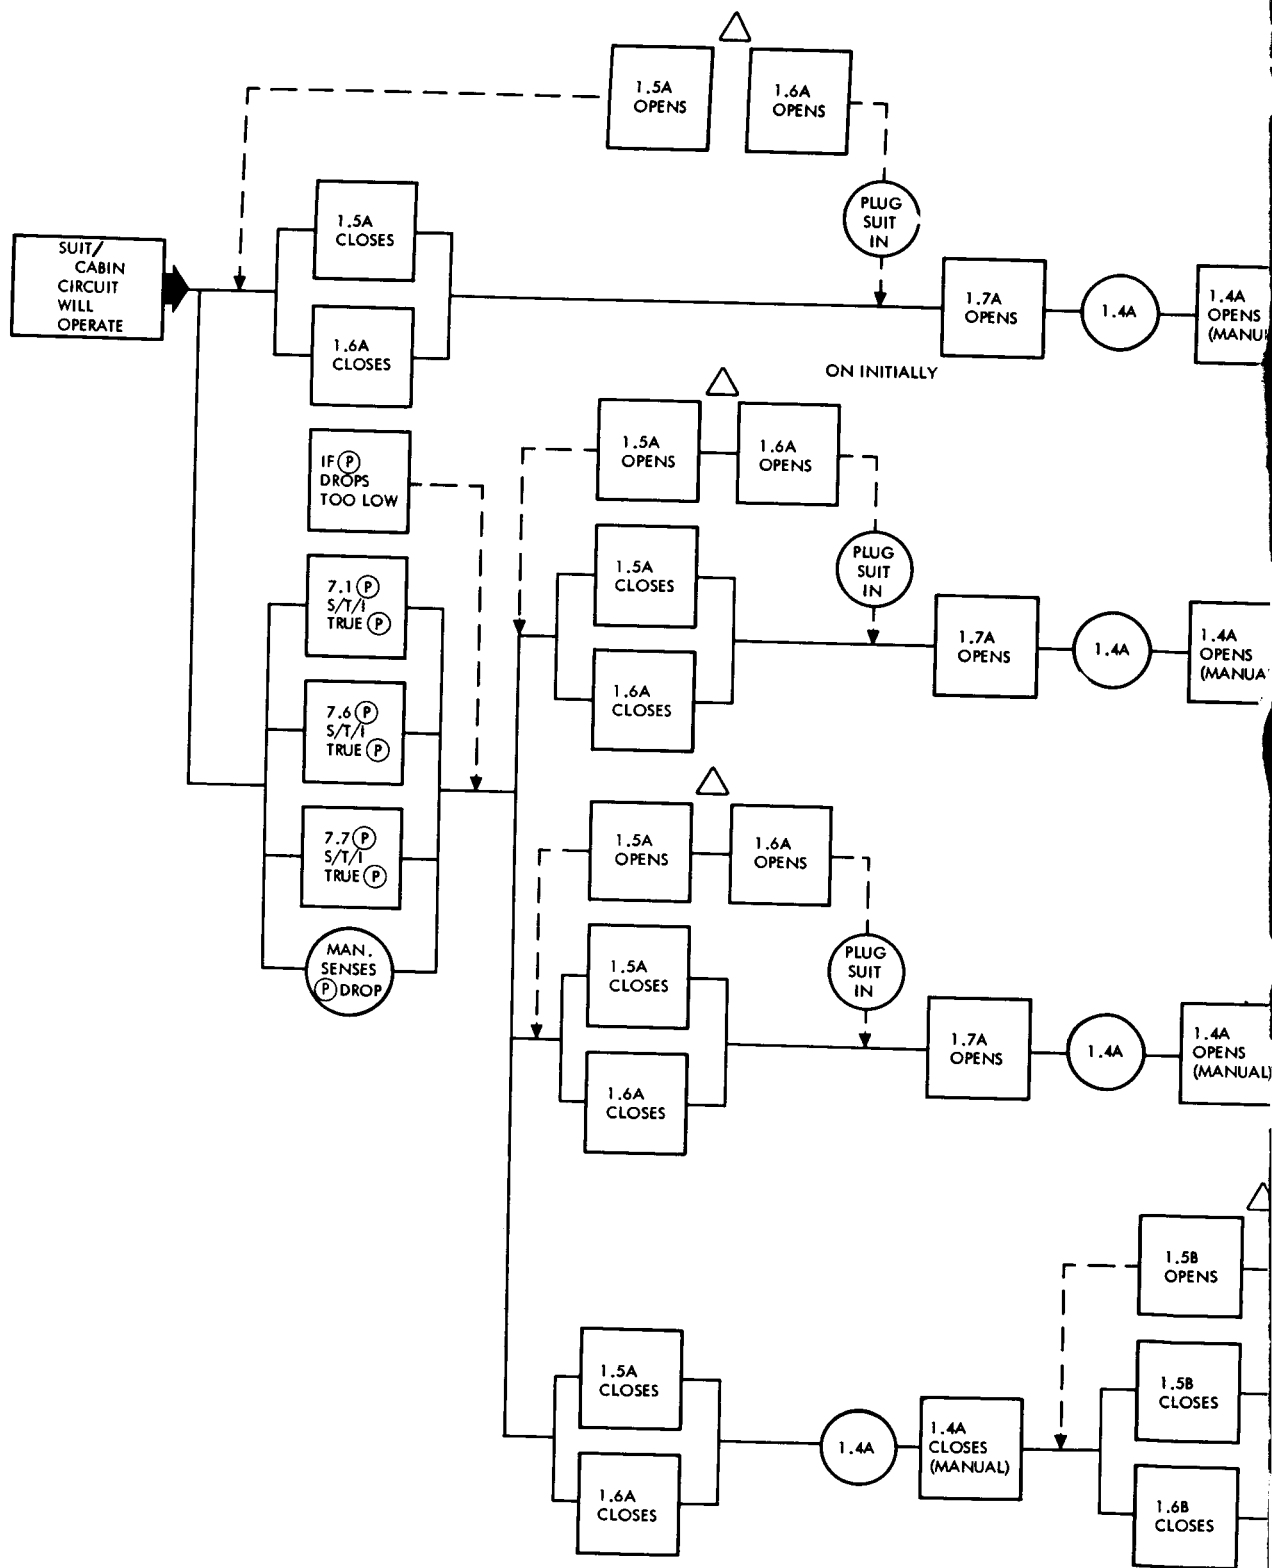 1.5A
OPENS
1.6A
OPENS
PLUG
SUIT
IN
SUIT/
CABIN
CIRCUIT
WILL
OPERATE
1.5A
CLOSES
1.6A
CLOSES
1.7A
OPENS
1.4A
1.4A
OPENS
ON INITIALLY
IF P
DROPS
TOO LOW
7.1 P
S/T/I
TRUE P
7.6 P
S/T/I
TRUE P
7.7 P
S/T/I
TRUE P
MAN.
SENSES
P DROP
1.5A
OPENS
1.6A
OPENS
PLUG
SUIT
IN
1.5A
CLOSES
1.6A
CLOSES
1.7A
OPENS
1.4A
1.4A
OPENS
1.5A
OPENS
1.6A
OPENS
PLUG
SUIT
IN
1.5A
CLOSES
1.6A
CLOSES
1.7A
OPENS
1.4A
1.4A
OPENS
(MANUAL)
1.5A
CLOSES
1.6A
CLOSES
1.4A
1.4A
CLOSES
(MANUAL)
1.5B
OPENS
1.5B
CLOSES
1.6B
CLOSES